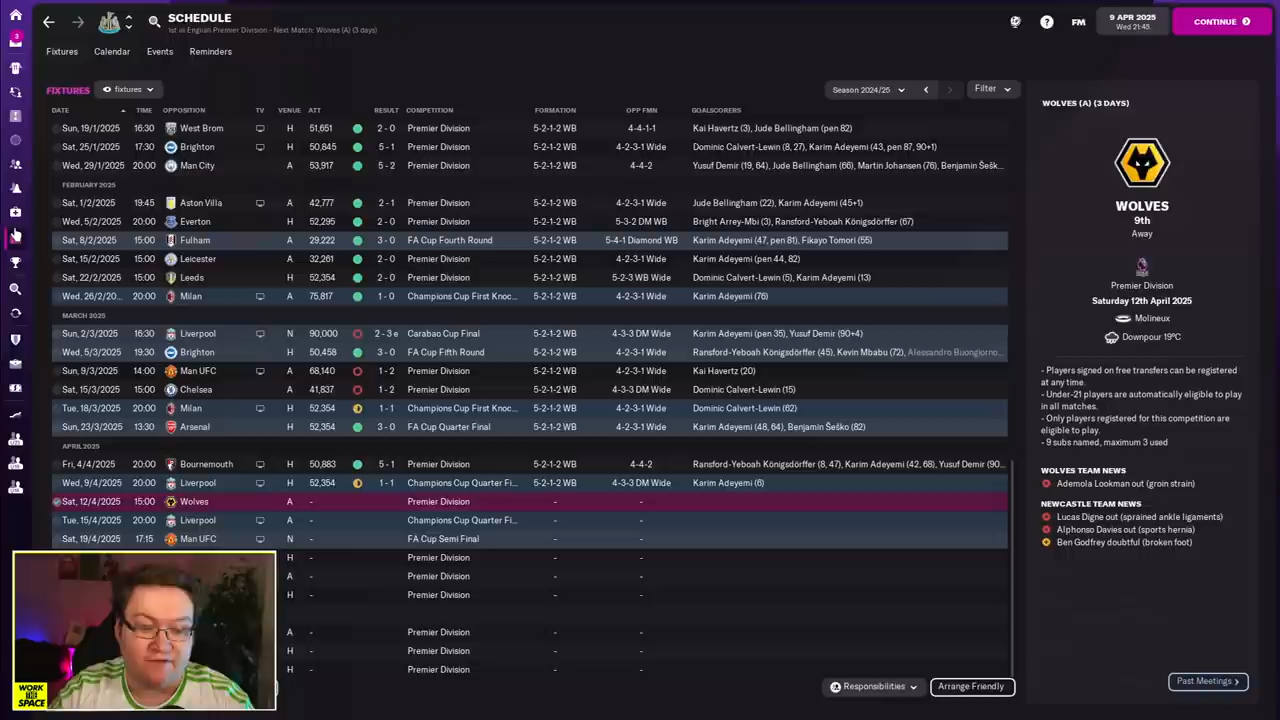 3
SCHEDULE
1st in English Premier Division - Next Match: Wolves (A) (3 days)
FM
9 APR 2025
Wed 21:45
CONTINUE
Fixtures Calendar Events Reminders
FIXTURES fixtures Season 2024/25 Filter
DATE TIME OPPOSITION TV VENUE ATT RESULT COMPETITION FORMATION OPP FMN GOALSCORERS
Sun, 19/1/2025 16:30 West Brom H 51,651 2 - 0 Premier Division 5-2-1-2 WB 4-4-1-1 Kai Havertz (3), Jude Bellingham (pen 82)
Sat, 25/1/2025 17:30 Brighton H 50,845 5 - 1 Premier Division 5-2-1-2 WB 4-2-3-1 Wide Dominic Calvert-Lewin (8, 27), Karim Adeyemi (43, pen 87, 90+1)
Wed, 29/1/2025 20:00 Man City A 53,917 5 - 2 Premier Division 5-2-1-2 WB 4-4-2 Yusuf Demir (19, 64), Jude Bellingham (66), Martin Johansen (76), Benjamin Šešk...
FEBRUARY 2025
Sat, 1/2/2025 19:45 Aston Villa A 42,777 2 - 1 Premier Division 5-2-1-2 WB 4-2-3-1 Wide Jude Bellingham (22), Karim Adeyemi (45+1)
Wed, 5/2/2025 20:00 Everton H 52,295 2 - 0 Premier Division 5-2-1-2 WB 5-3-2 DM WB Bright Arrey-Mbi (3), Ransford-Yeboah Königsdörffer (67)
Sat, 8/2/2025 15:00 Fulham A 29,222 3 - 0 FA Cup Fourth Round 5-2-1-2 WB 5-4-1 Diamond WB Karim Adeyemi (47, pen 81), Fikayo Tomori (55)
Sat, 15/2/2025 15:00 Leicester A 32,261 2 - 0 Premier Division 5-2-1-2 WB 4-2-3-1 Wide Karim Adeyemi (pen 44, 82)
Sat, 22/2/2025 15:00 Leeds H 52,354 2 - 0 Premier Division 5-2-1-2 WB 5-2-3 WB Wide Dominic Calvert-Lewin (5), Karim Adeyemi (13)
Wed, 26/2/20... 20:00 Milan A 75,817 1 - 0 Champions Cup First Knoc... 5-2-1-2 WB 4-2-3-1 Wide Karim Adeyemi (76)
MARCH 2025
Sun, 2/3/2025 16:30 Liverpool N 90,000 2 - 3 e Carabao Cup Final 5-2-1-2 WB 4-3-3 DM Wide Karim Adeyemi (pen 35), Yusuf Demir (90+4)
Wed, 5/3/2025 19:30 Brighton H 50,458 3 - 0 FA Cup Fifth Round 5-2-1-2 WB 4-2-3-1 Wide Ransford-Yeboah Königsdörffer (45), Kevin Mbabu (72), Alessandro Buongiorno...
Sun, 9/3/2025 14:00 Man UFC A 68,140 1 - 2 Premier Division 5-2-1-2 WB 4-2-3-1 Wide Kai Havertz (20)
Sat, 15/3/2025 15:00 Chelsea A 41,837 1 - 2 Premier Division 5-2-1-2 WB 4-3-3 DM Wide Dominic Calvert-Lewin (15)
Tue, 18/3/2025 20:00 Milan H 52,354 1 - 1 Champions Cup First Knoc... 5-2-1-2 WB 4-2-3-1 Wide Dominic Calvert-Lewin (62)
Sun, 23/3/2025 13:30 Arsenal H 52,354 3 - 0 FA Cup Quarter Final 5-2-1-2 WB 4-2-3-1 Wide Karim Adeyemi (48, 64), Benjamin Šeško (82)
APRIL 2025
Fri, 4/4/2025 20:00 Bournemouth H 50,883 5 - 1 Premier Division 5-2-1-2 WB 4-4-2 Ransford-Yeboah Königsdörffer (8, 47), Karim Adeyemi (42, 68), Yusuf Demir (90...
Wed, 9/4/2025 20:00 Liverpool H 52,354 1 - 1 Champions Cup Quarter Fi... 5-2-1-2 WB 4-3-3 DM Wide Karim Adeyemi (6)
Sat, 12/4/2025 15:00 Wolves A - Premier Division - -
Tue, 15/4/2025 20:00 Liverpool A - Champions Cup Quarter Fi... - -
Sat, 19/4/2025 17:15 Man UFC N - FA Cup Semi Final - -
H - Premier Division - -
A - Premier Division - -
H - Premier Division - -
A - Premier Division - -
H - Premier Division - -
H - Premier Division - -
Responsibilities Arrange Friendly
WOLVES (A) (3 DAYS)
WOLVES
9th
Away
Premier Division
Saturday 12th April 2025
Molineux
Downpour 19ºC
- Players signed on free transfers can be registered
at any time.
- Under-21 players are automatically eligible to play
in all matches.
- Only players registered for this competition are
eligible to play.
- 9 subs named, maximum 3 used
WOLVES TEAM NEWS
Ademola Lookman out (groin strain)
NEWCASTLE TEAM NEWS
Lucas Digne out (sprained ankle ligaments)
Alphonso Davies out (sports hernia)
Ben Godfrey doubtful (broken foot)
Past Meetings >
WORK
THE
SPACE